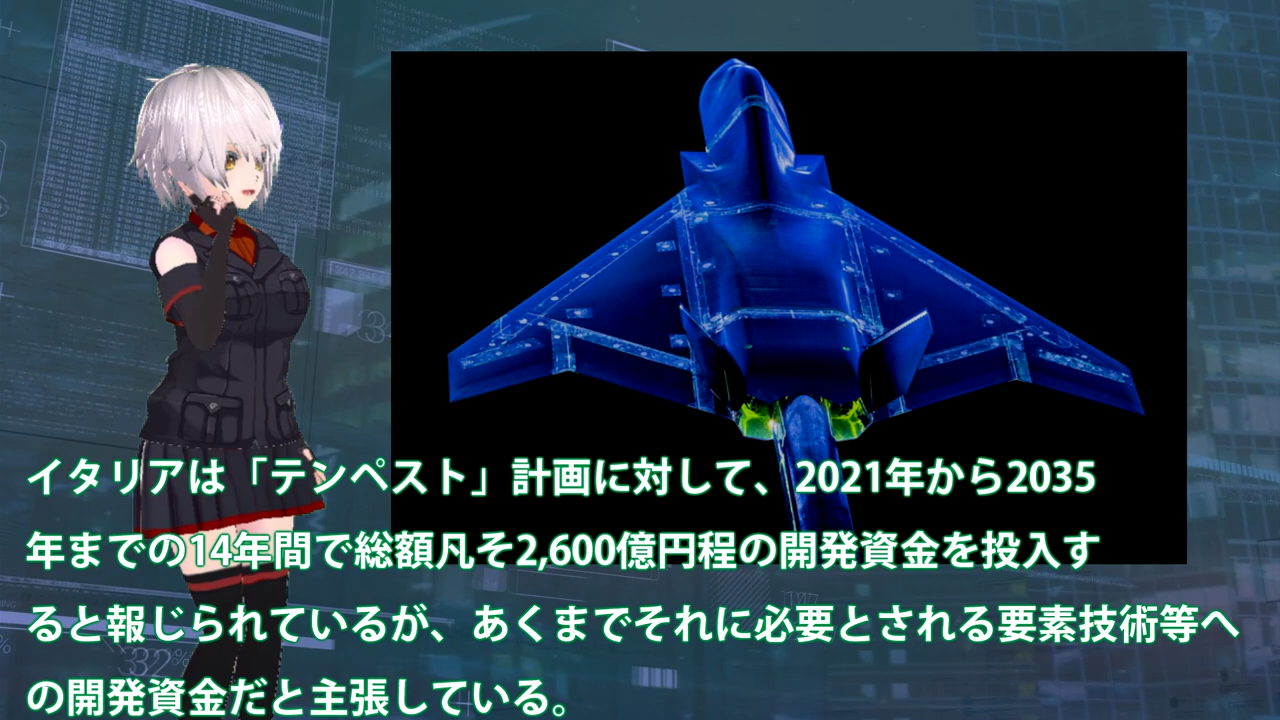 イタリアは「テンペスト」計画に対して、2021年から2035
年までの14年間で総額凡そ2,600億円程の開発資金を投入す
ると報じられているが、あくまでそれに必要とされる要素技術等へ
の開発資金だと主張している。